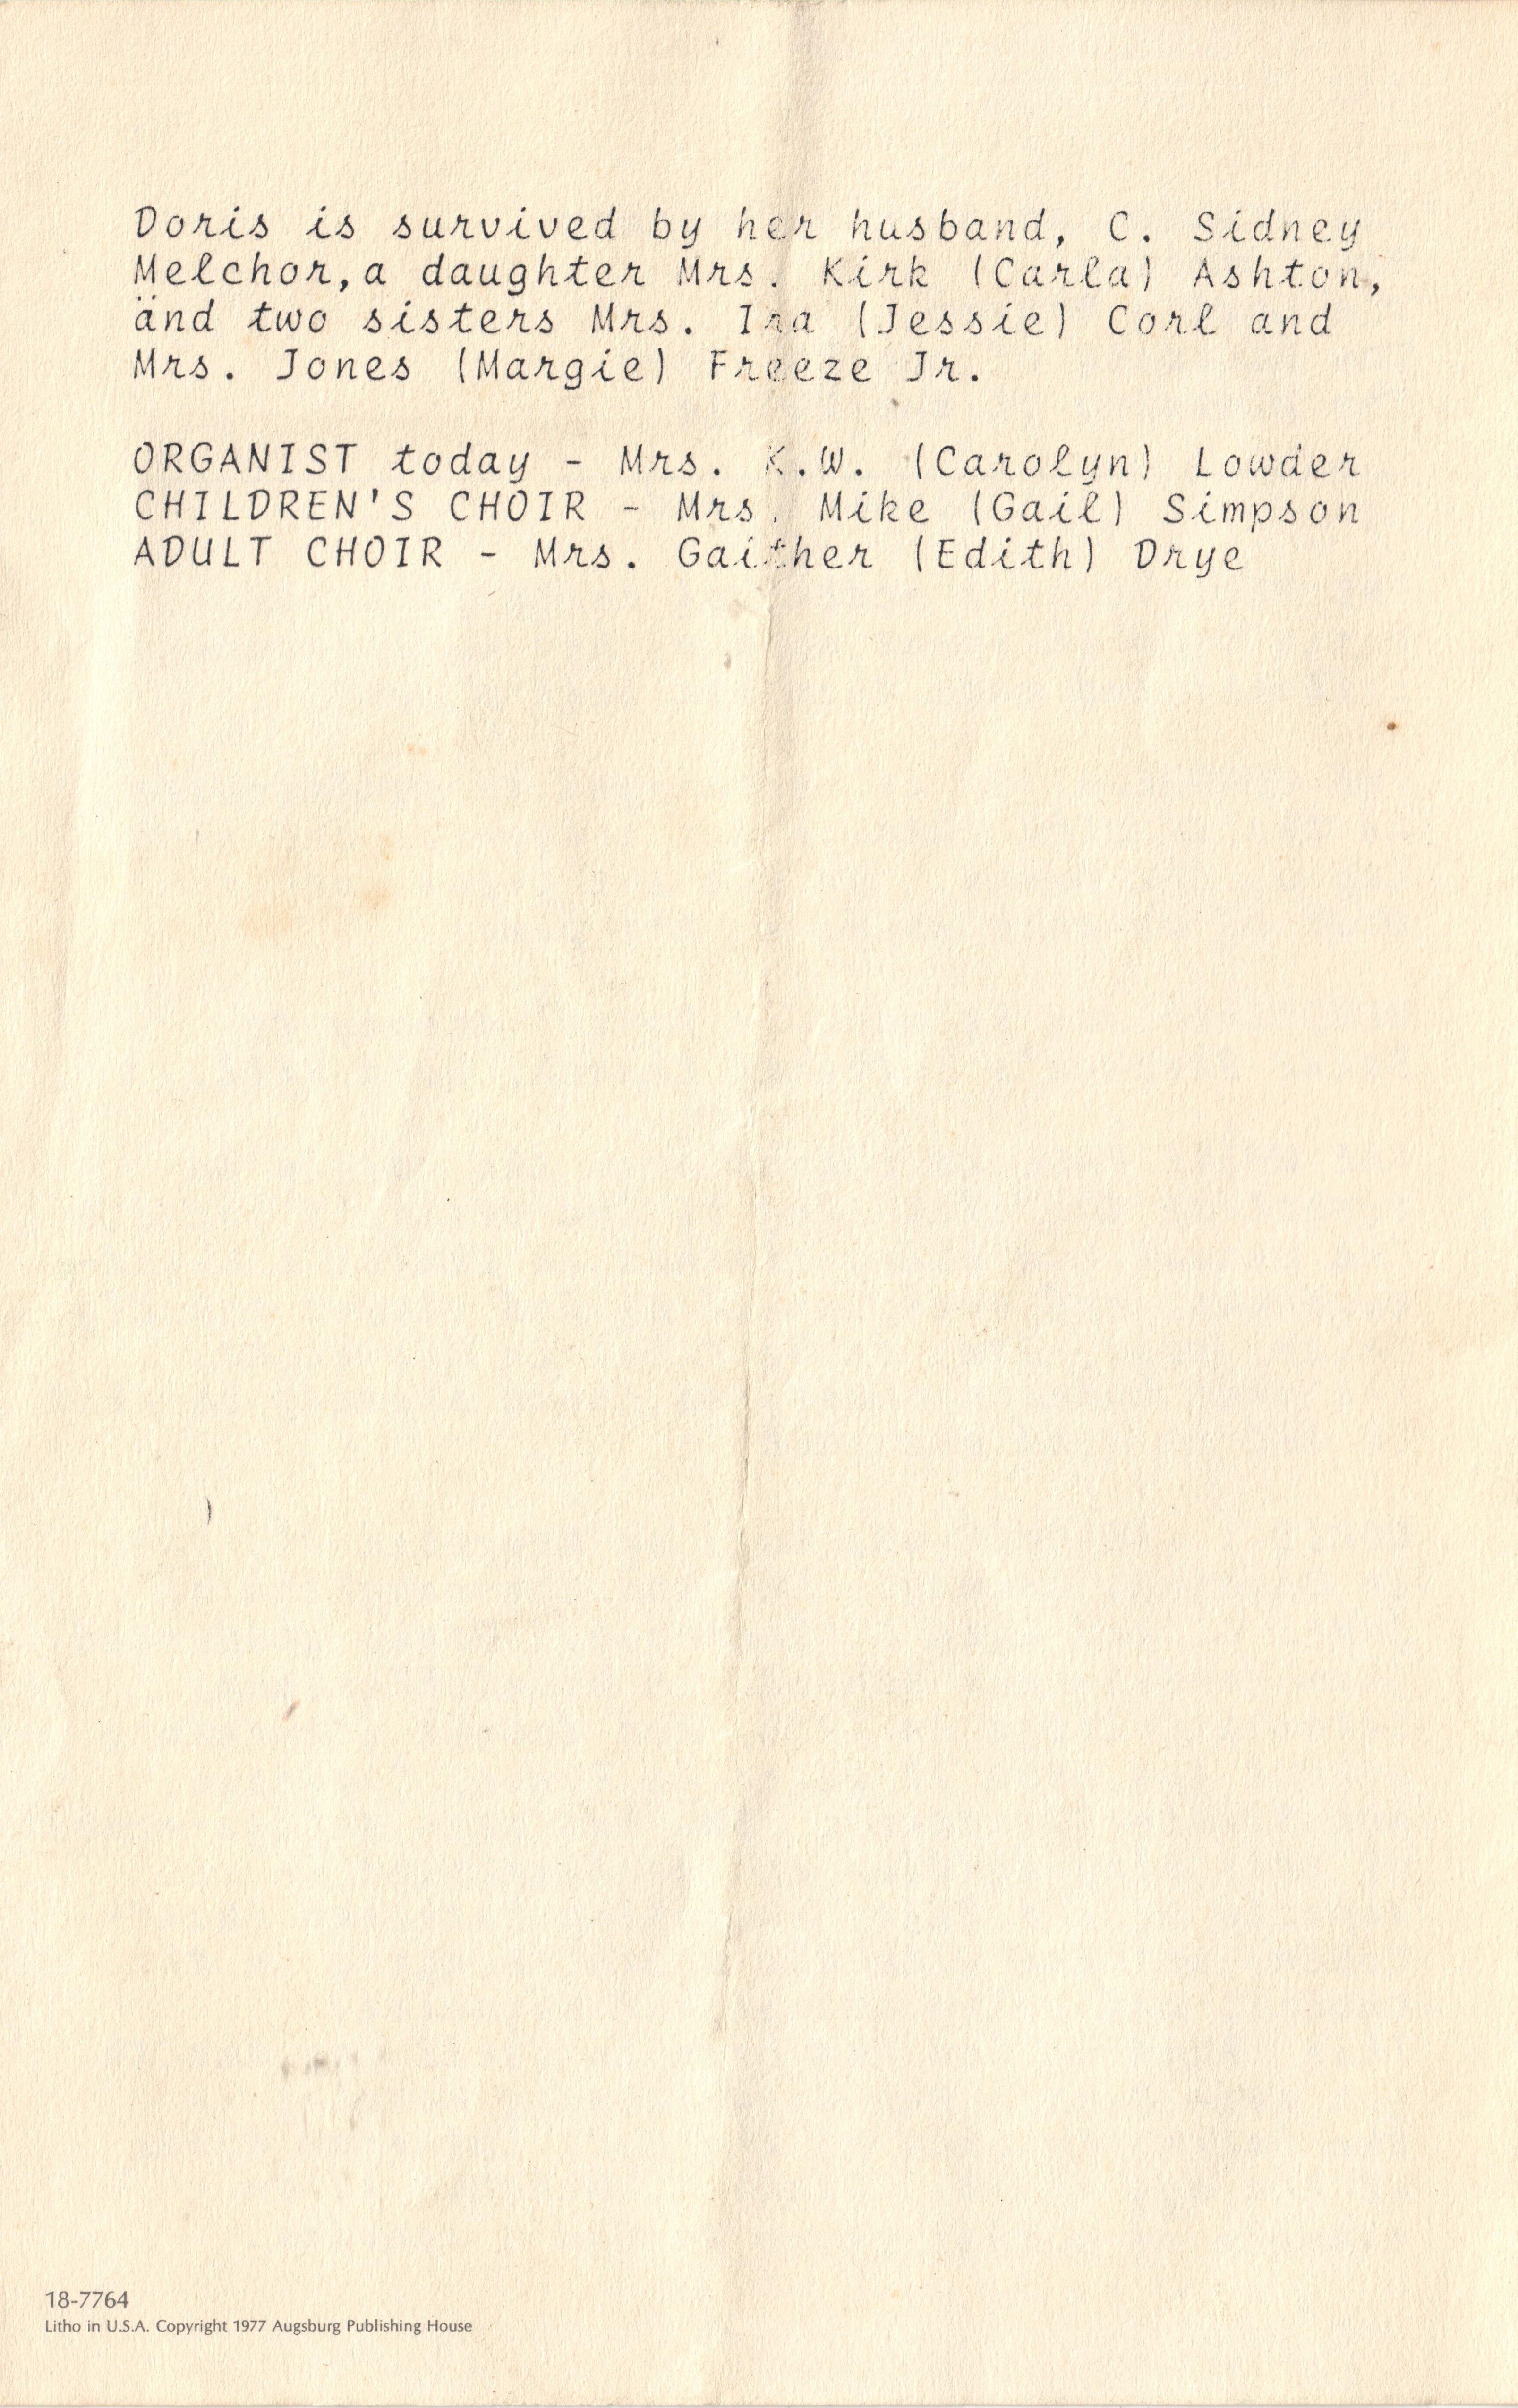 Doris is survived by her husband, C. Sidney
Melchor,a daughter Mrs. Kirk (Carla) Ashton,
and two sisters Mrs. Ira (Jessie) Corl and
Mrs. Jones (Margie) Freeze Jr.
ORGANIST today - Mrs. K.W. (Carolyn) Lowder
CHILDREN'S CHOIR - Mrs. Mike (Gail) Simpson
ADULT CHOIR - Mrs. Gaither (Edith) Drye
18-7764
Litho in U.S.A. Copyright 1977 Augsburg Publishing House